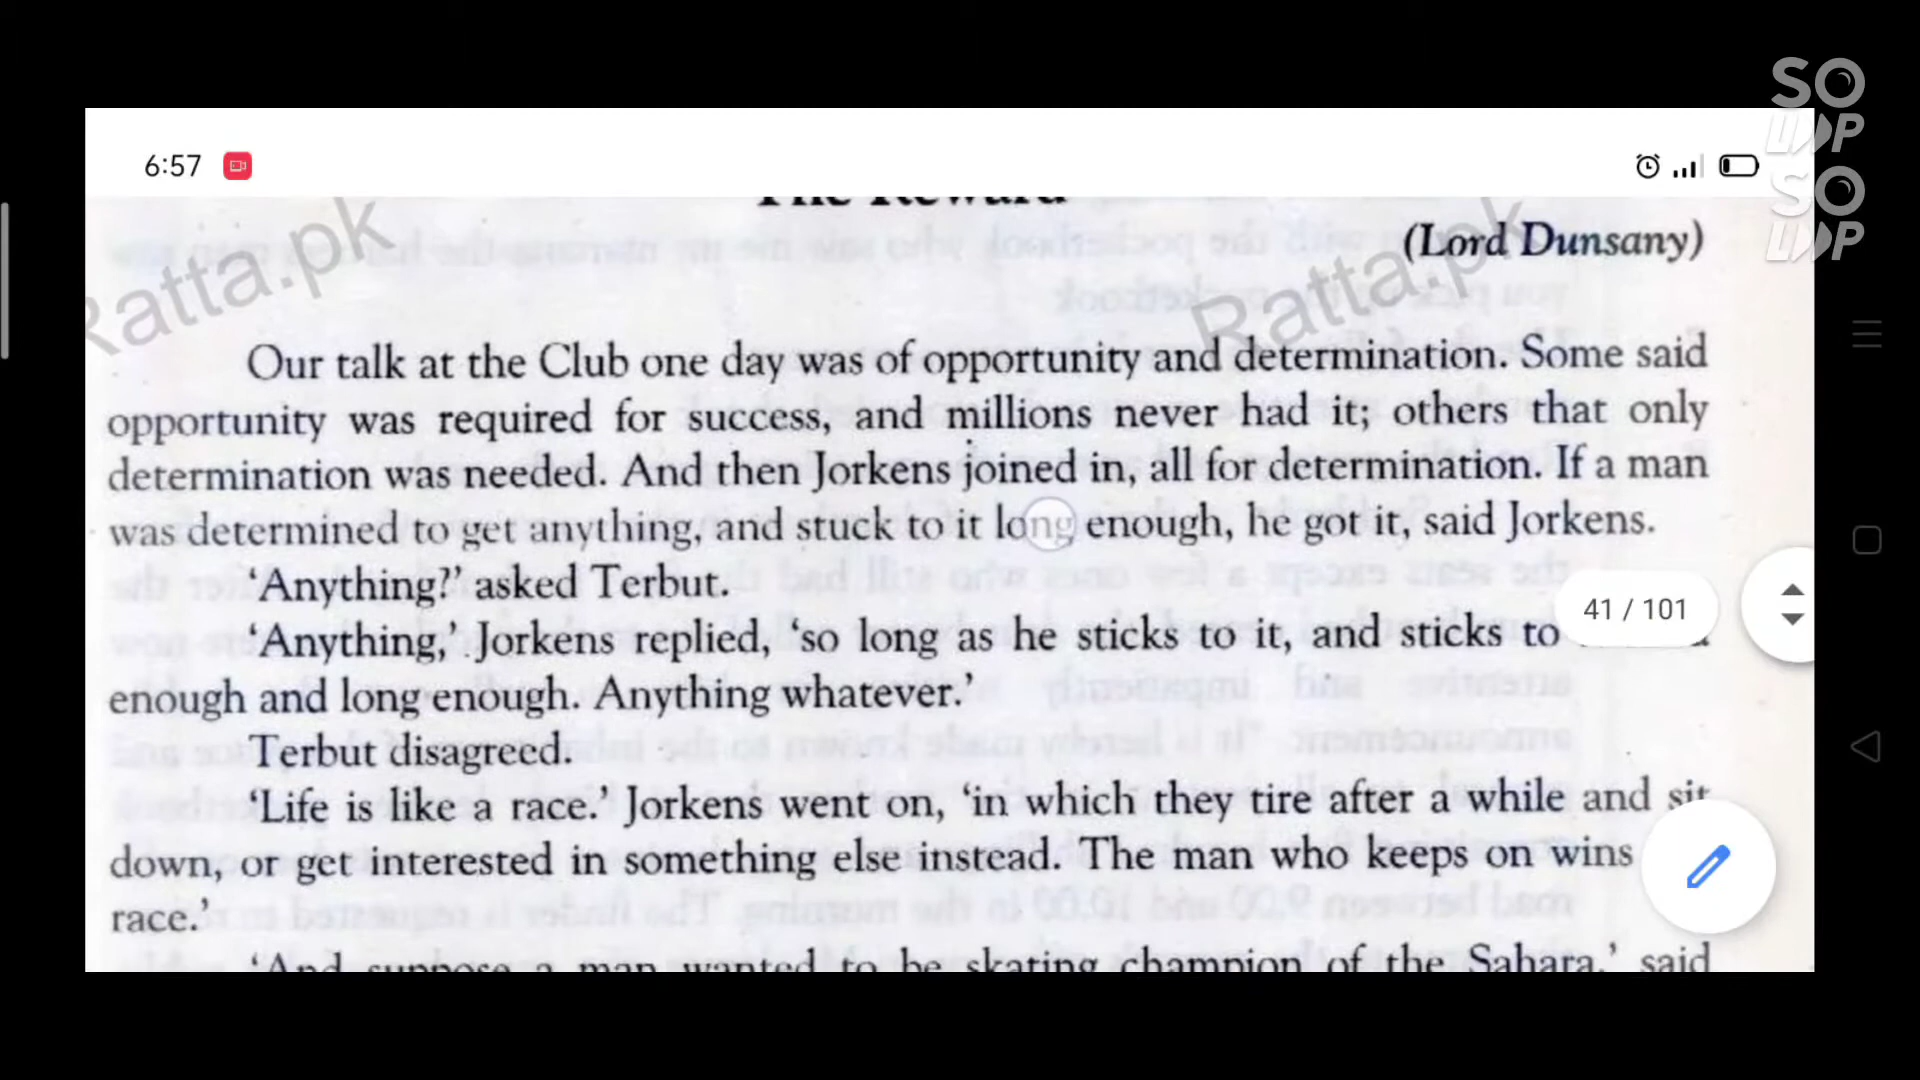 SO
UP
SO
UP
6:57
The Reward
Ratta.pk
Ratta.pk
(Lord Dunsany)
Our talk at the Club one day was of opportunity and determination. Some said
opportunity was required for success, and millions never had it; others that only
determination was needed. And then Jorkens joined in, all for determination. If a man
was determined to get anything, and stuck to it long enough, he got it, said Jorkens.
‘Anything?’ asked Terbut.
‘Anything,’ Jorkens replied, ‘so long as he sticks to it, and sticks to
41 / 101
enough and long enough. Anything whatever.’
Terbut disagreed.
‘Life is like a race.’ Jorkens went on, ‘in which they tire after a while and sit
down, or get interested in something else instead. The man who keeps on wins
race.’
‘And suppose a man wanted to be skating champion of the Sahara,’ said